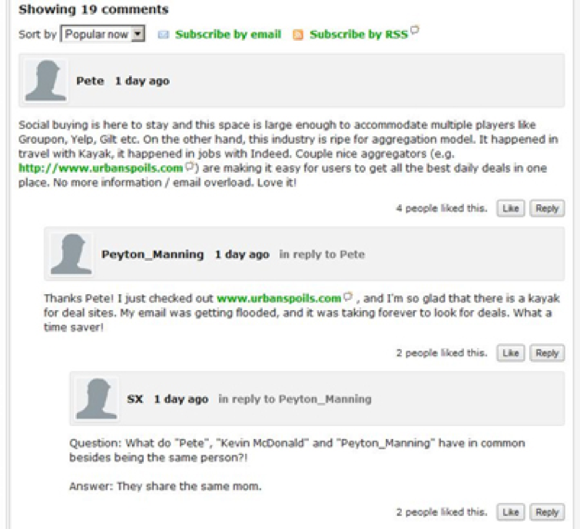 Showing 19 comments
Sort by Popular now Subscribe by email Subscribe by RSS
Pete 1 day ago
Social buying is here to stay and this space is large enough to accommodate multiple players like
Groupon, Yelp, Gilt etc. On the other hand, this industry is ripe for aggregation model. It happened in
travel with Kayak, it happened in jobs with Indeed. Couple nice aggregators (e.g.
http://www.urbanspoils.com ) are making it easy for users to get all the best daily deals in one
place. No more information / email overload. Love it!
4 people liked this. Like Reply
Peyton_Manning 1 day ago in reply to Pete
Thanks Pete! I just checked out www.urbanspoils.com , and I'm so glad that there is a kayak
for deal sites. My email was getting flooded, and it was taking forever to look for deals. What a
time saver!
2 people liked this. Like Reply
SX 1 day ago in reply to Peyton_Manning
Question: What do "Pete", "Kevin McDonald" and "Peyton_Manning" have in common
besides being the same person?!
Answer: They share the same mom.
2 people liked this. Like Reply